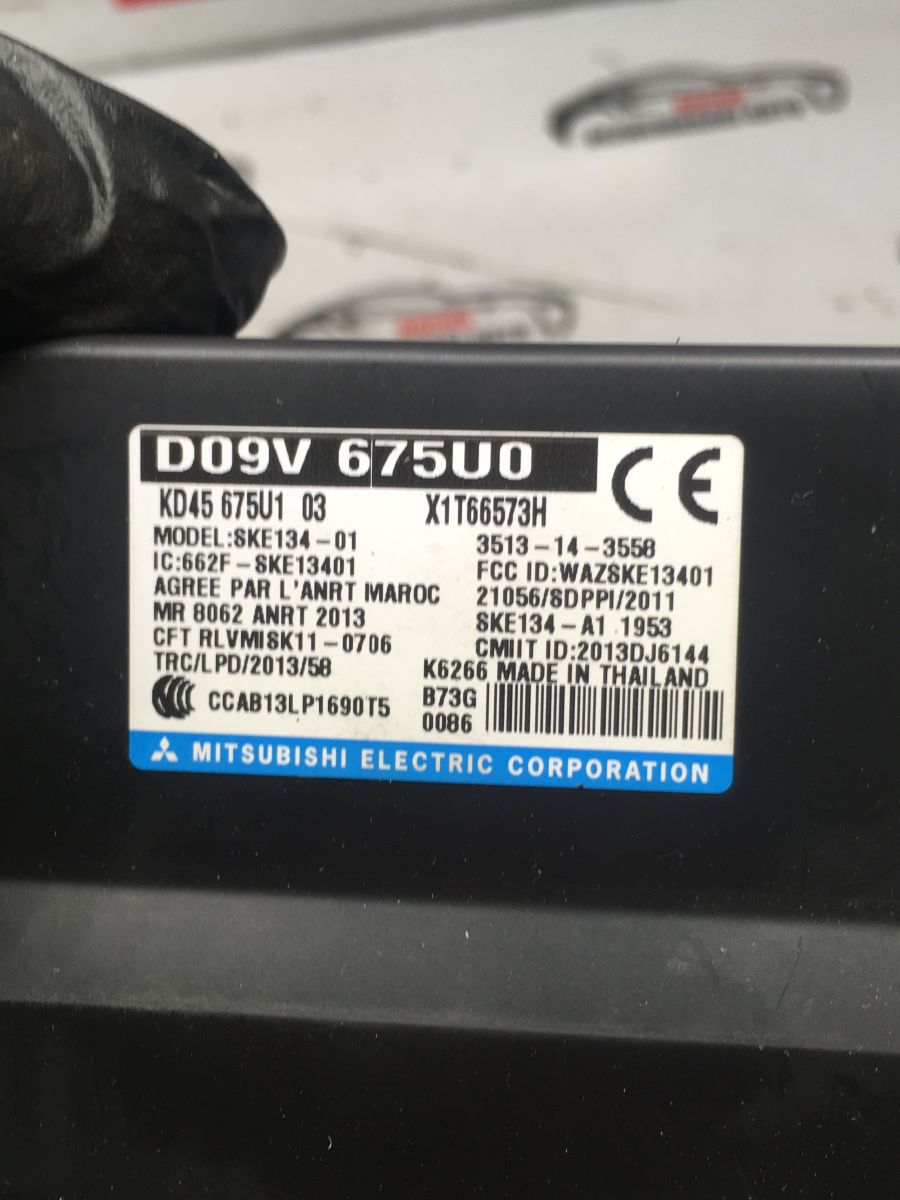 D09V 675U0
KD45 675U1 03 X1T66573H
MODEL:SKE134-01 3513-14-3558
IC:662F-SKE13401 FCC ID:WAZSKE13401
AGREE PAR L'ANRT MAROC 21056/SDPPI/2011
MR 8062 ANRT 2013 SKE134-A1 1953
CFT RLVMISK11-0706 CMIIT ID:2013DJ6144
TRC/LPD/2013/58 K6266 MADE IN THAILAND
CCAB13LP1690T5 B73G
0086
CE
MITSUBISHI ELECTRIC CORPORATION